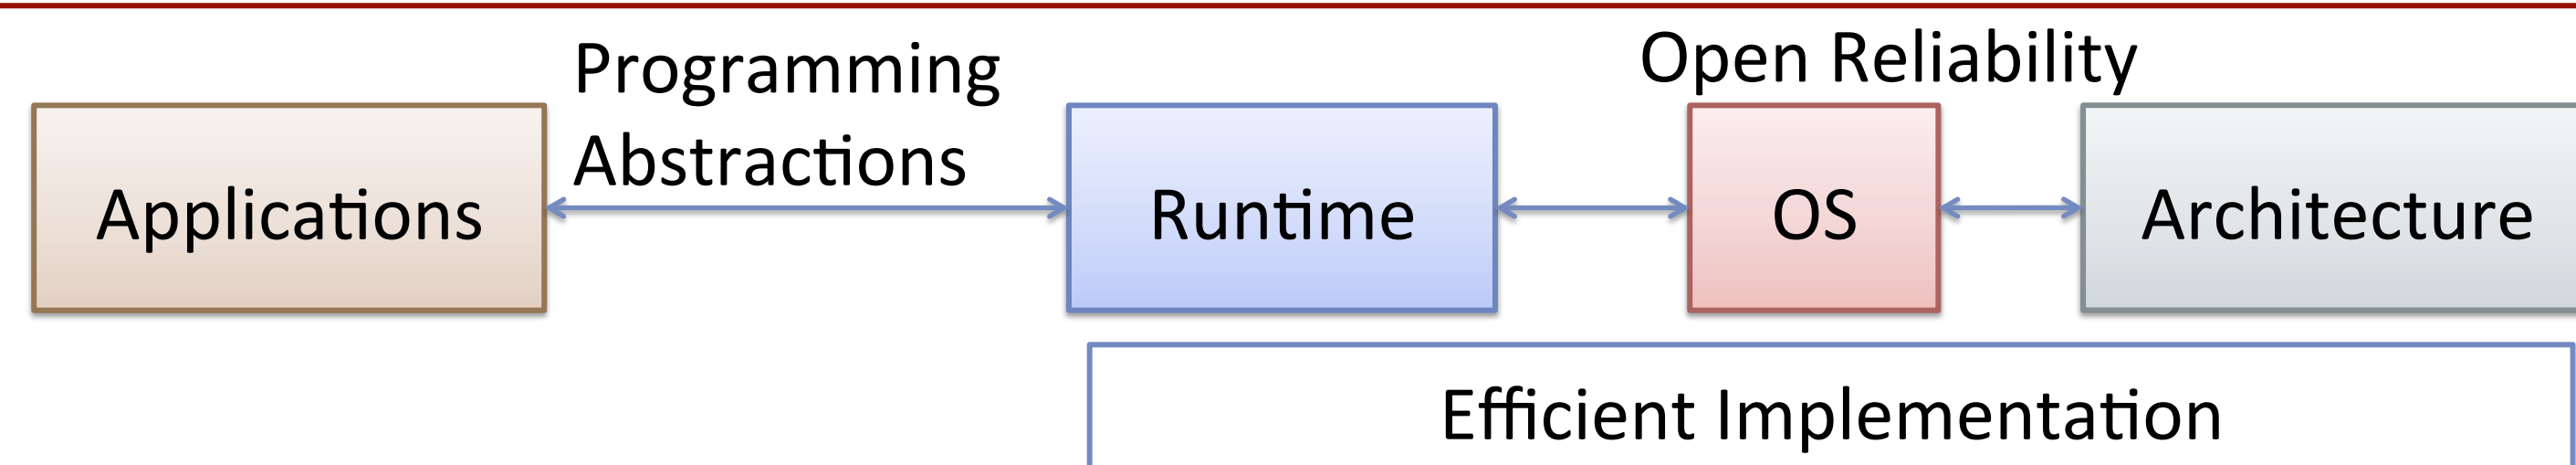 Programming
Abstractions
Open Reliability
Applications
Runtime
OS
Architecture
Efficient Implementation